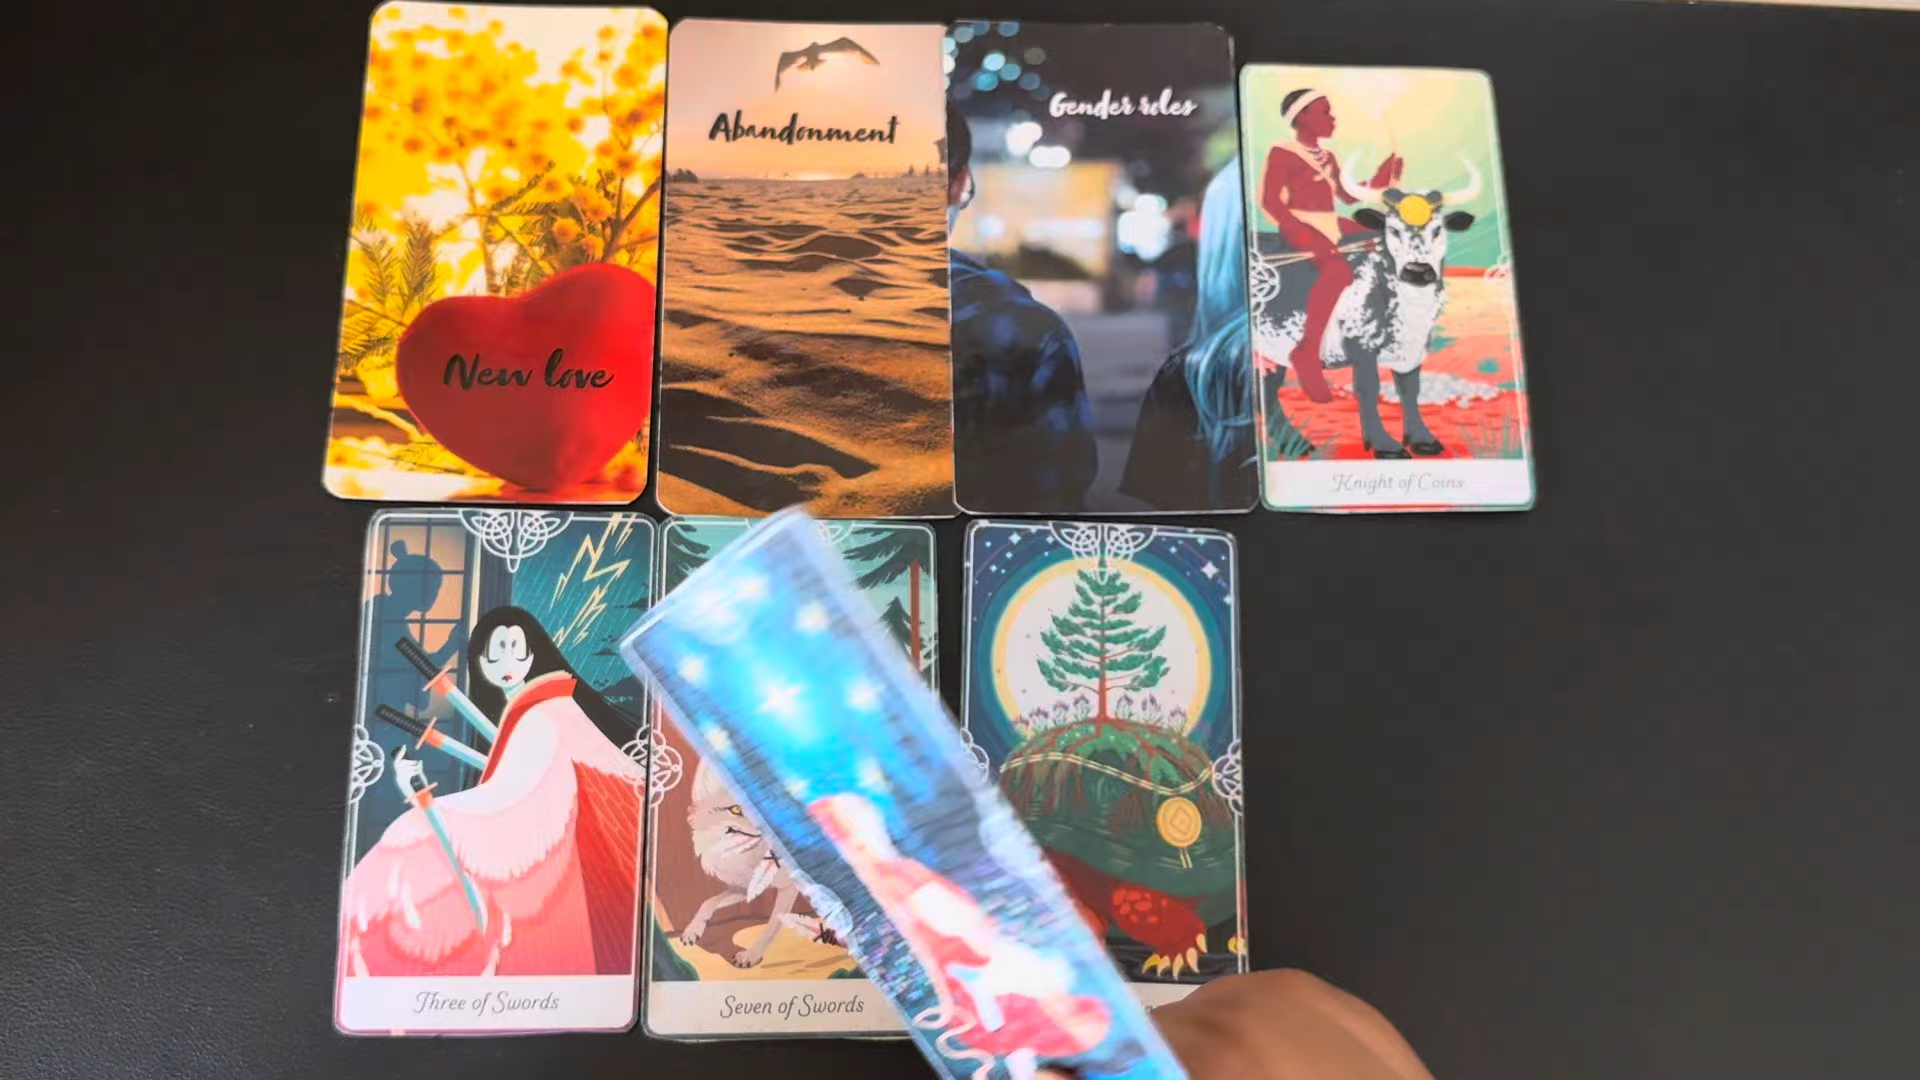 New love
Abandonment
Gender roles
Knight of Coins
Three of Swords
Seven of Swords